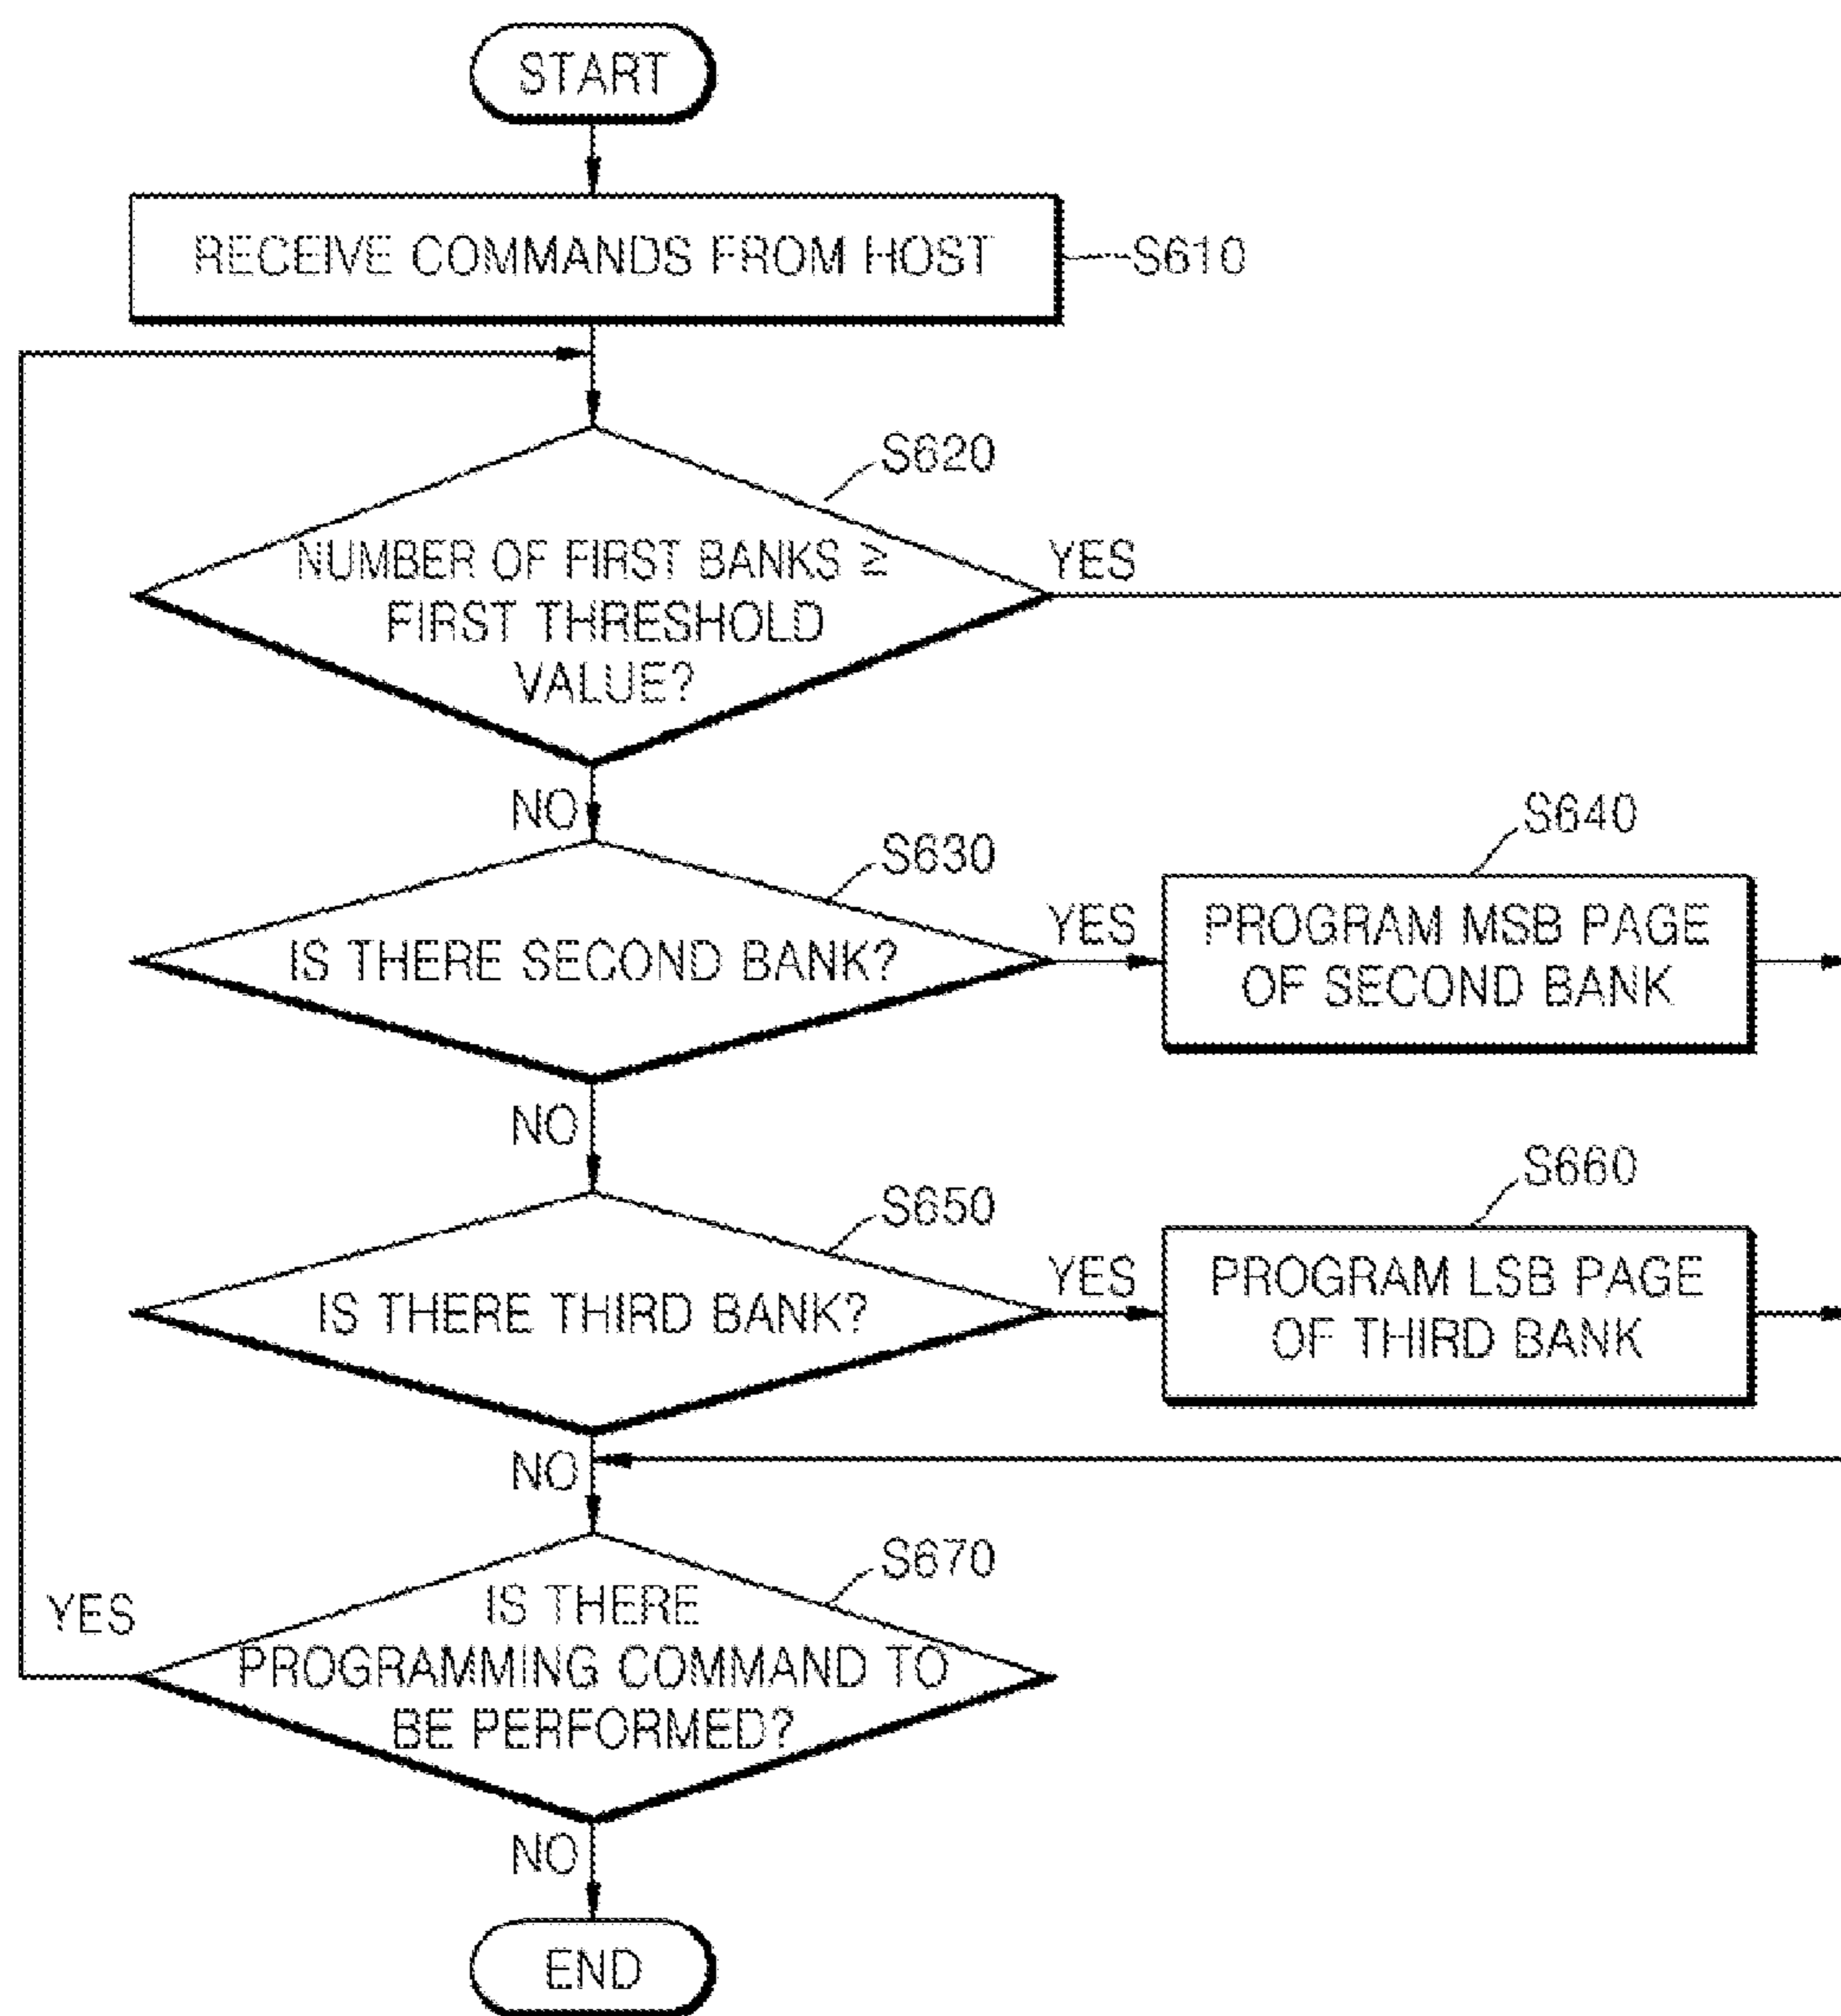 START
RECEIVE COMMANDS FROM HOST
S610
S620
NUMBER OF FIRST BANKS ≥
FIRST THRESHOLD
VALUE?
YES
NO
S630
IS THERE SECOND BANK?
YES
S640
PROGRAM MSB PAGE
OF SECOND BANK
NO
S650
IS THERE THIRD BANK?
YES
S660
PROGRAM LSB PAGE
OF THIRD BANK
NO
S670
IS THERE
PROGRAMMING COMMAND TO
BE PERFORMED?
YES
NO
END